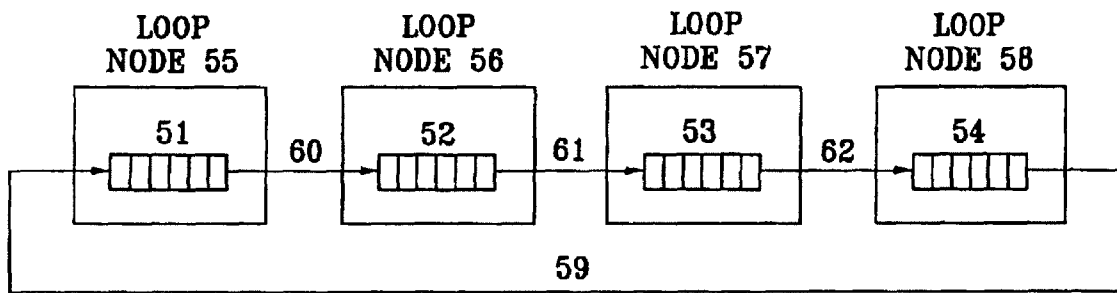 LOOP
NODE 55
LOOP
NODE 56
LOOP
NODE 57
LOOP
NODE 58
51
60
52
61
53
62
54
59